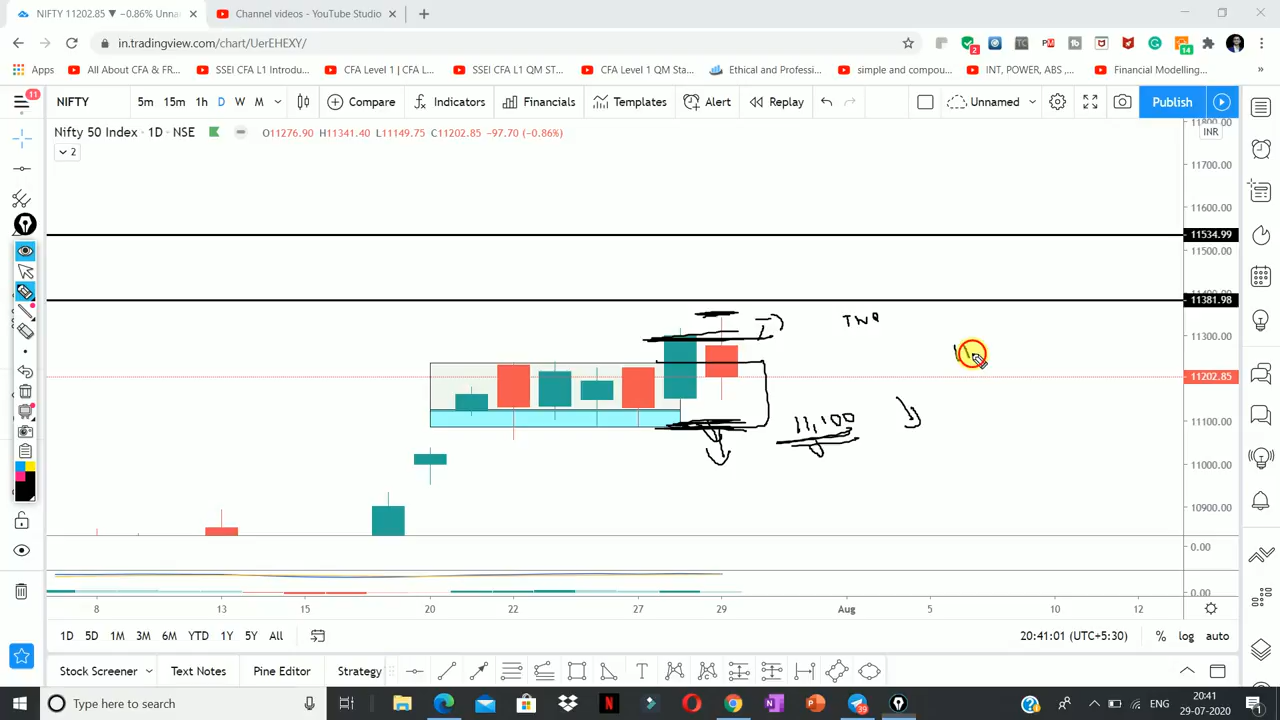 NIFTY 11202.85 ▼ −0.86% Unna
Channel videos - YouTube Studio
in.tradingview.com/chart/UerEHEXY/
2
14
Apps
All About CFA & FR...
SSEI CFA L1 Introdu...
CFA Level 1 | CFA L...
SSEI CFA L1 QT ST...
CFA Level 1 QM Sta...
Ethical and Professi...
simple and compou...
INT, POWER, ABS ,...
Financial Modelling...
11
NIFTY
5m
15m
1h
D
W
M
Compare
Indicators
Financials
Templates
Alert
Replay
Unnamed
Publish
Nifty 50 Index · 1D · NSE
O11276.90 H11341.40 L11149.75 C11202.85 −97.70 (−0.86%)
2
INR
11800.00
11700.00
11600.00
11534.99
11500.00
11381.98
11300.00
11202.85
11100.00
11000.00
10900.00
0.00
0.00
11,100
8
13
15
20
22
27
29
Aug
5
10
12
1D
5D
1M
3M
6M
YTD
1Y
5Y
All
20:41:01 (UTC+5:30)
%
log
auto
Stock Screener
Text Notes
Pine Editor
Strategy
Type here to search
39
ENG
20:41
29-07-2020